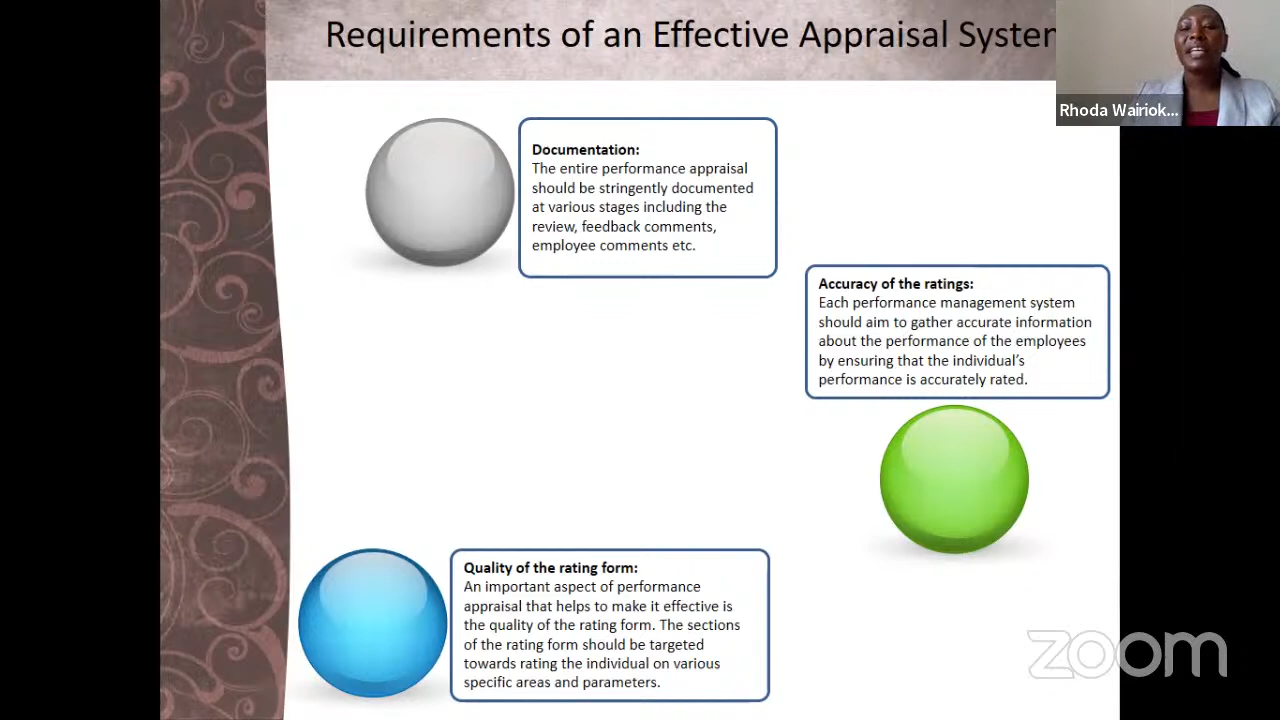 Requirements of an Effective Appraisal System
Rhoda Wairiok...
Documentation:
The entire performance appraisal
should be stringently documented
at various stages including the
review, feedback comments,
employee comments etc.
Accuracy of the ratings:
Each performance management system
should aim to gather accurate information
about the performance of the employees
by ensuring that the individual's
performance is accurately rated.
Quality of the rating form:
An important aspect of performance
appraisal that helps to make it effective is
the quality of the rating form. The sections
of the rating form should be targeted
towards rating the individual on various
specific areas and parameters.
zoom